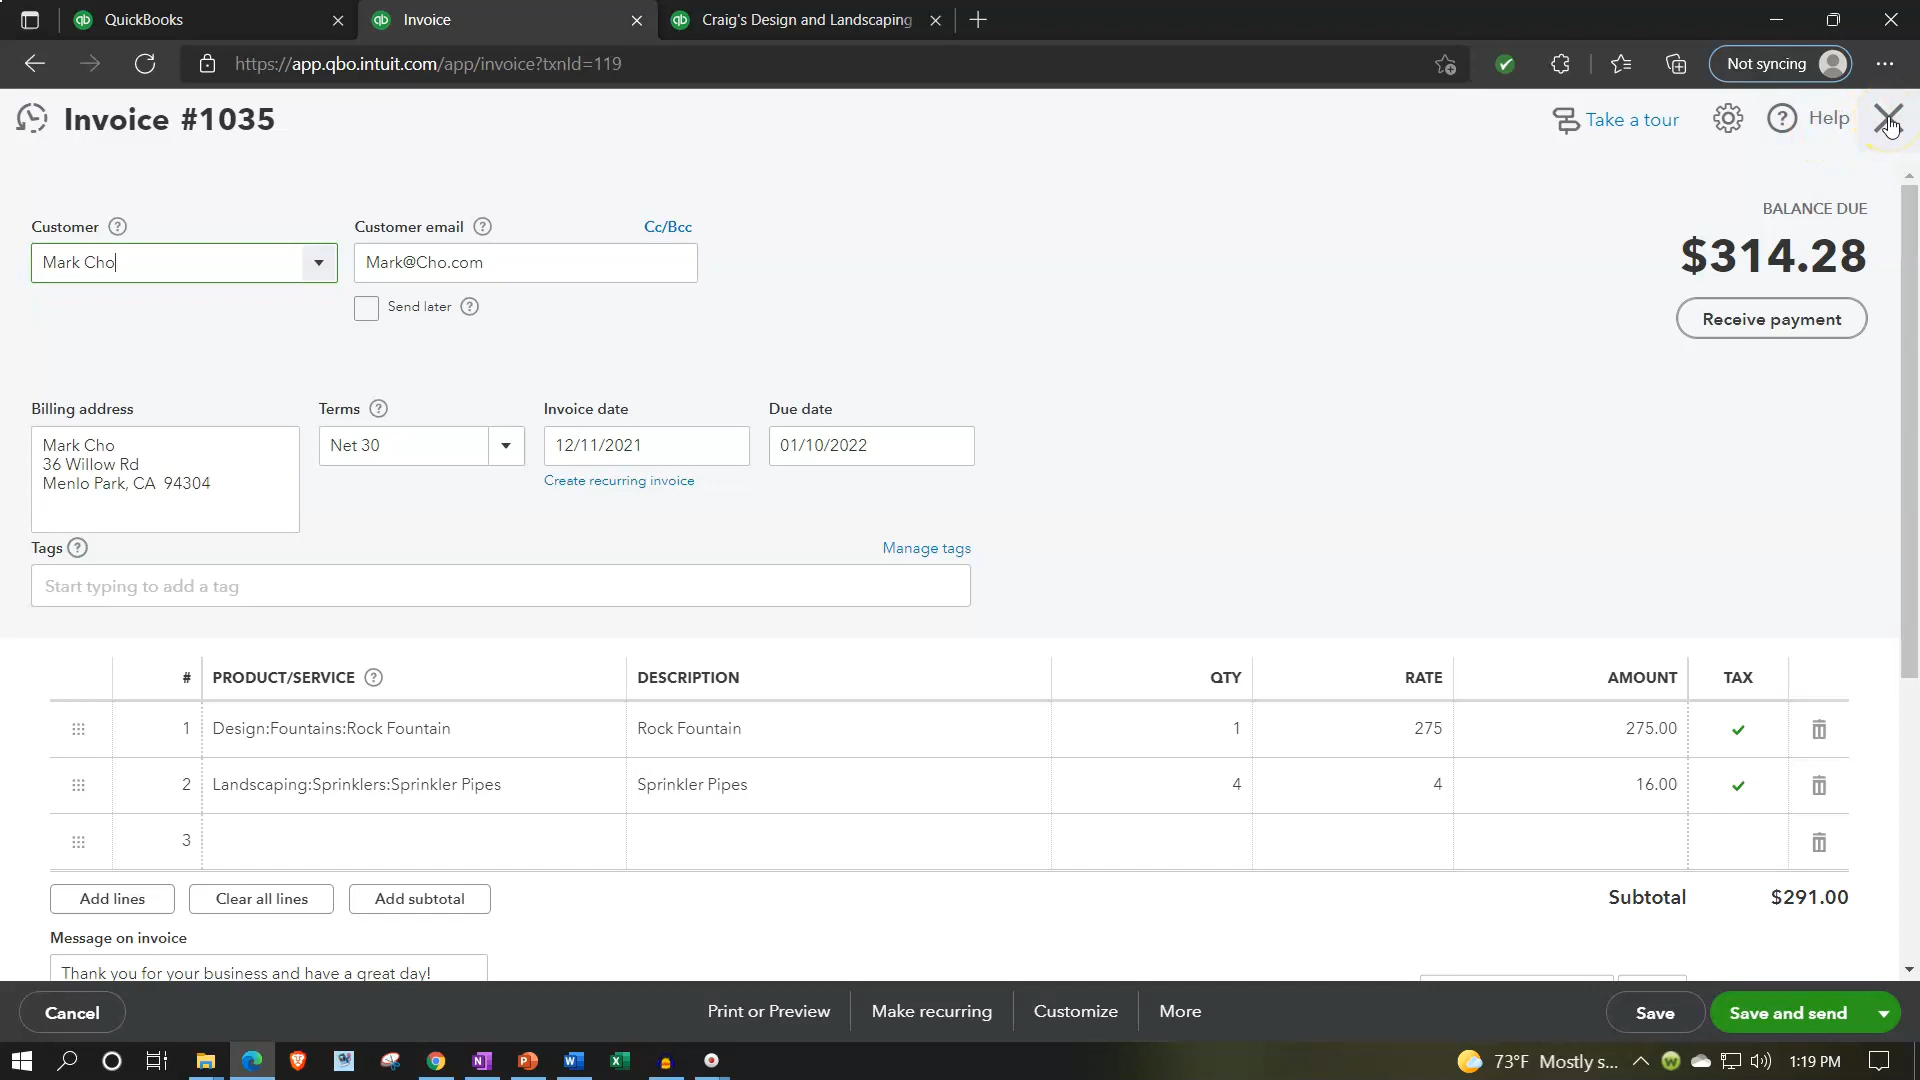 QuickBooks
Invoice
Craig's Design and Landscaping
https://app.qbo.intuit.com/app/invoice?txnId=119
Not syncing
Invoice #1035
Take a tour
Help
Customer
Customer email
Cc/Bcc
BALANCE DUE
Mark Cho
Mark@Cho.com
$314.28
Send later
Receive payment
Billing address
Terms
Invoice date
Due date
Mark Cho
36 Willow Rd
Menlo Park, CA 94304
Net 30
12/11/2021
01/10/2022
Create recurring invoice
Tags
Manage tags
Start typing to add a tag
# PRODUCT/SERVICE DESCRIPTION QTY RATE AMOUNT TAX
1 Design:Fountains:Rock Fountain Rock Fountain 1 275 275.00
2 Landscaping:Sprinklers:Sprinkler Pipes Sprinkler Pipes 4 4 16.00
3
Add lines
Clear all lines
Add subtotal
Subtotal $291.00
Message on invoice
Thank you for your business and have a great day!
Cancel
Print or Preview
Make recurring
Customize
More
Save
Save and send
73°F Mostly s...
1:19 PM